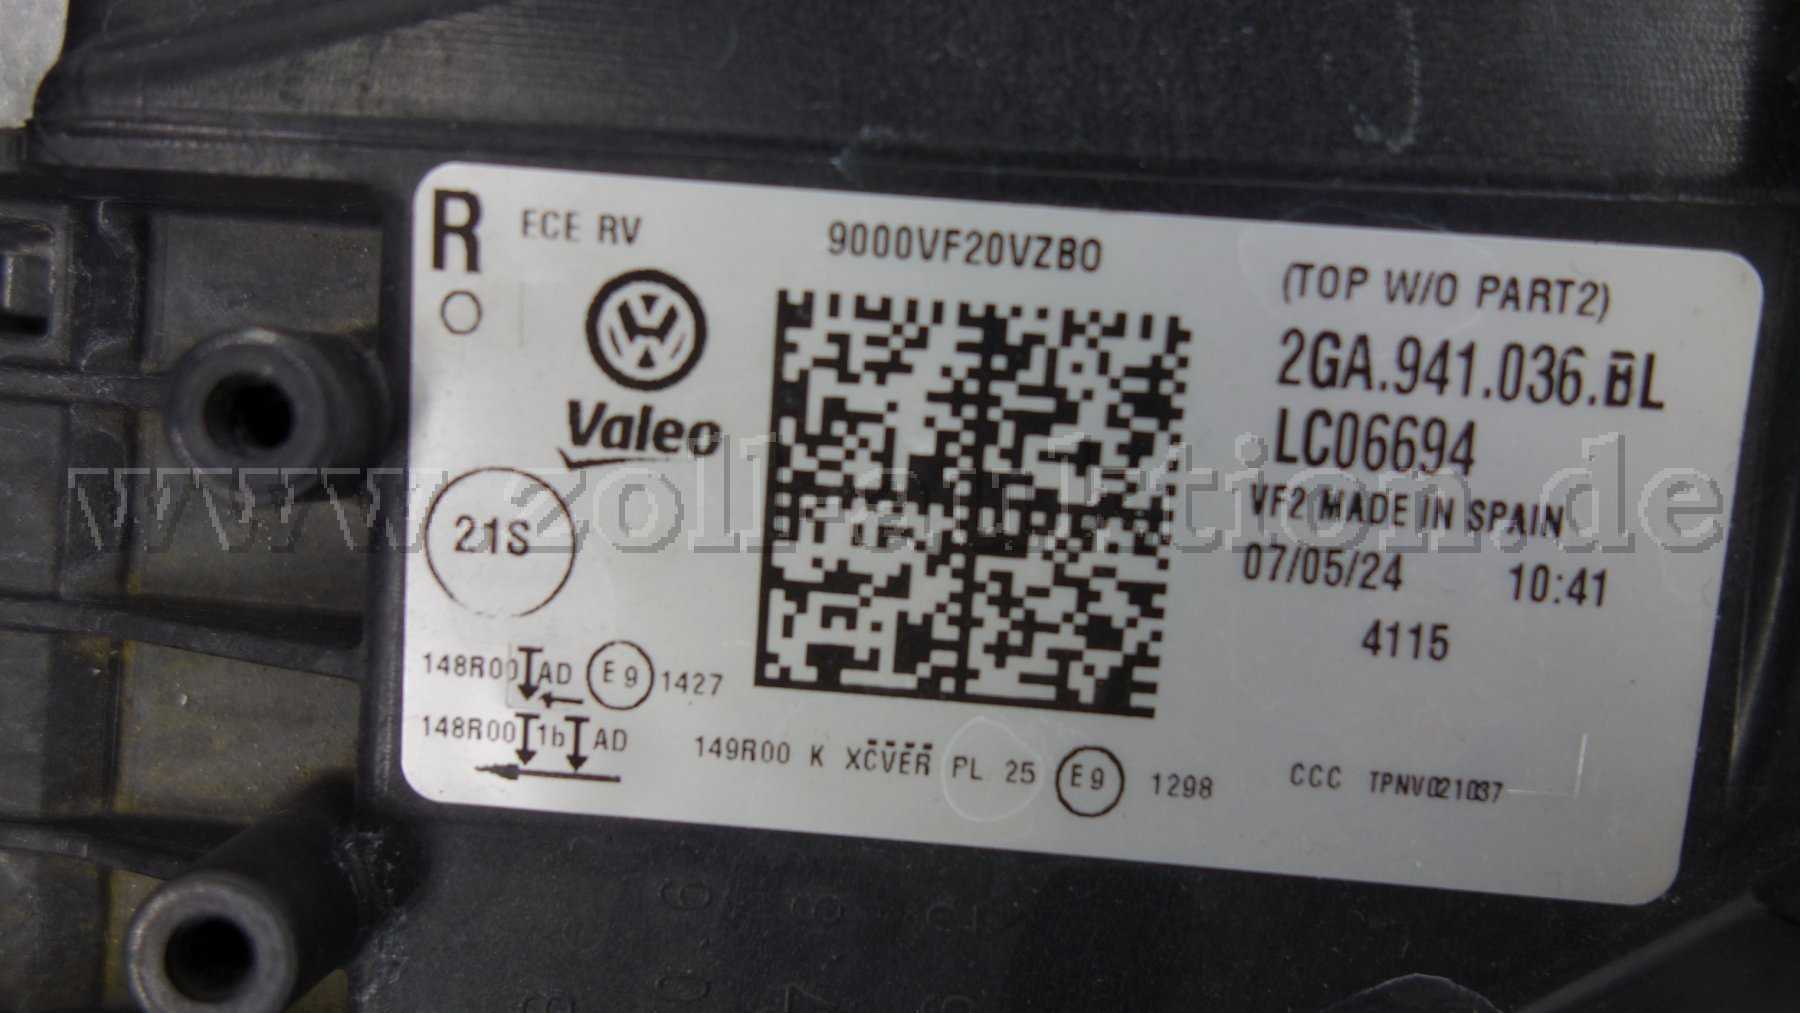 R
ECE RV
9000VF20VZB0
(TOP W/O PART2)
2GA.941.036.BL
LC06694
Valeo
www.zoll-auktion.de
VF2 MADE IN SPAIN
21S
07/05/24 10:41
4115
148R00 AD E9 1427
148R00 1b AD
149R00 K XCVER PL 25 E9 1298
CCC TPNV021037